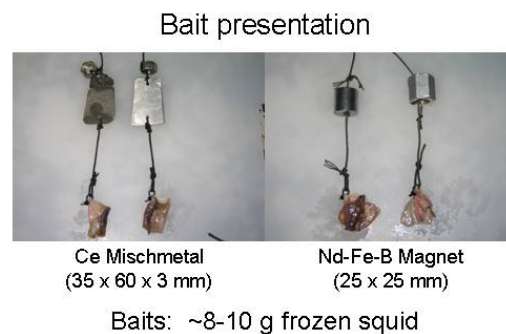 Bait presentation
Ce Mischmetal
(35 x 60 x 3 mm)
Nd-Fe-B Magnet
(25 x 25 mm)
Baits: ~8-10 g frozen squid